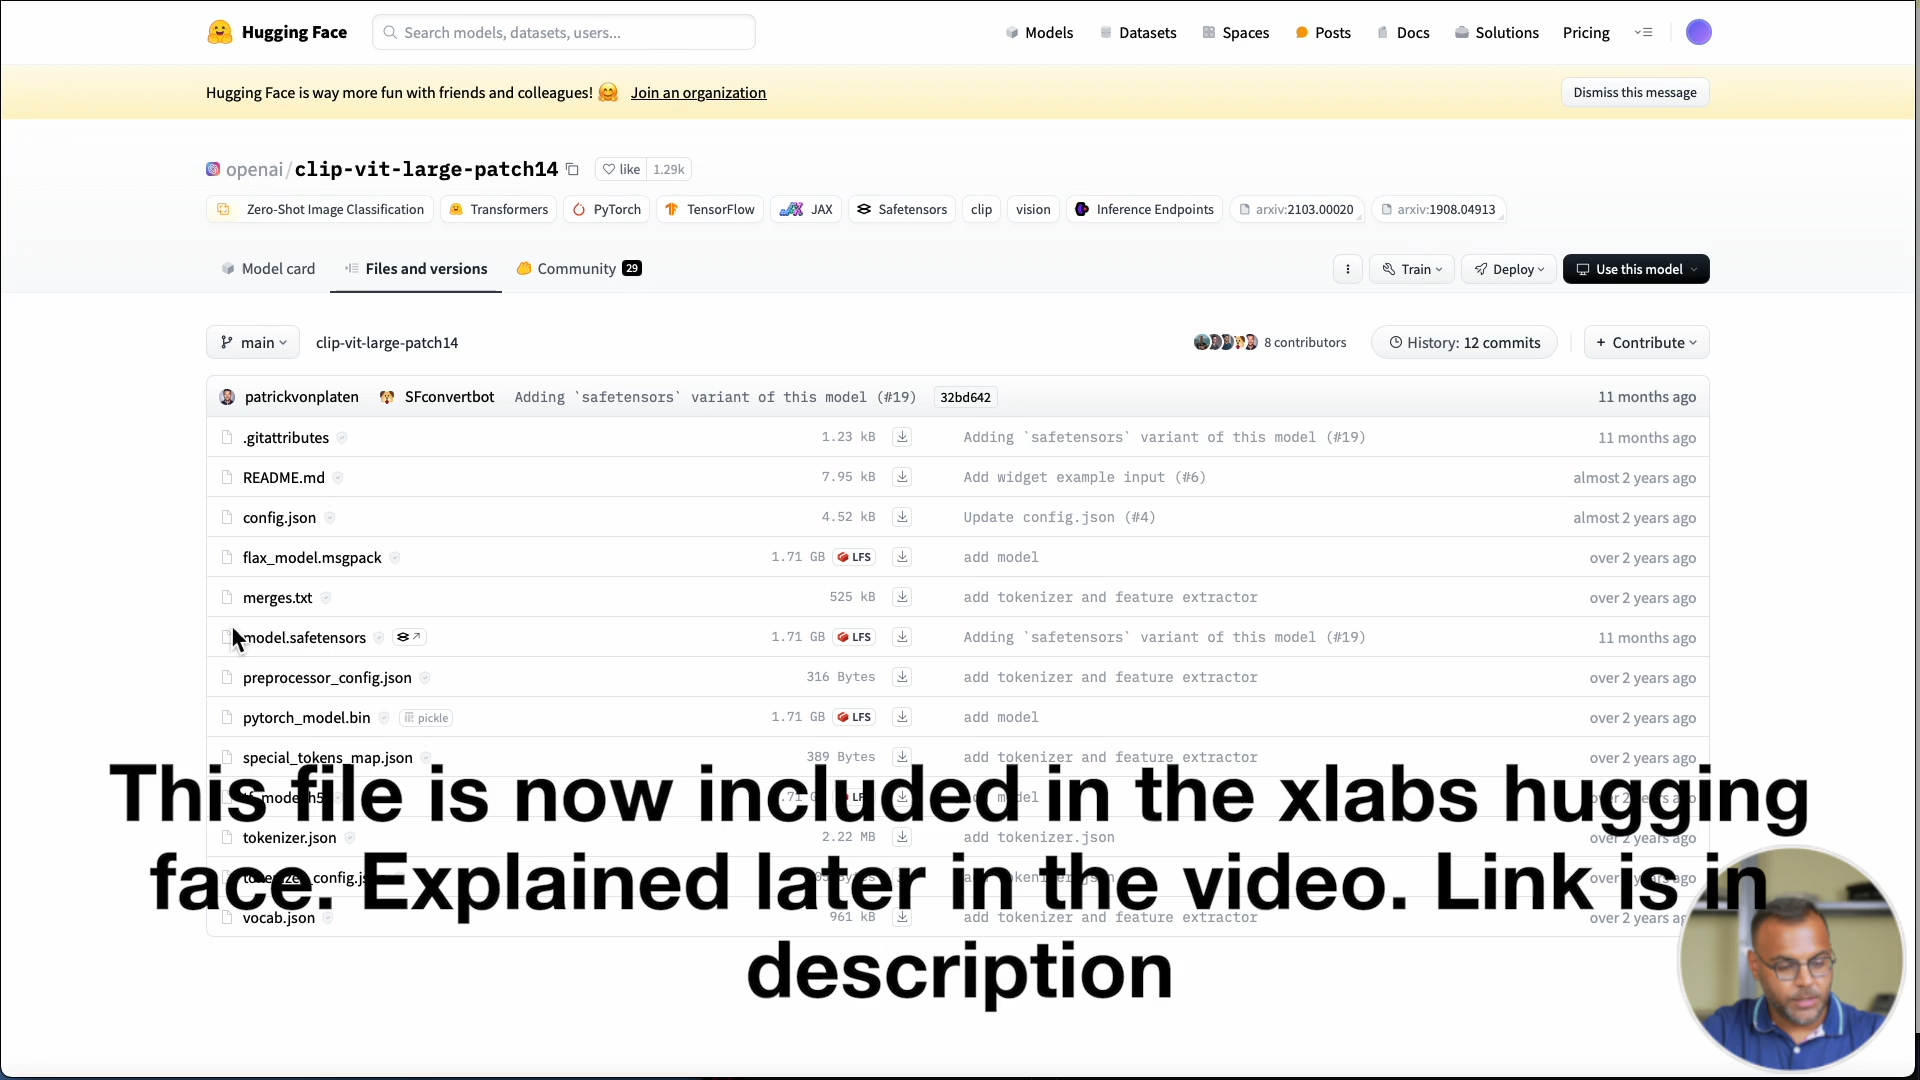 Hugging Face
Search models, datasets, users...
Models
Datasets
Spaces
Posts
Docs
Solutions
Pricing
Hugging Face is way more fun with friends and colleagues! 🤗 Join an organization
Dismiss this message
openai/clip-vit-large-patch14
like 1.29k
Zero-Shot Image Classification
Transformers
PyTorch
TensorFlow
JAX
Safetensors
clip
vision
Inference Endpoints
arxiv:2103.00020
arxiv:1908.04913
Model card
Files and versions
Community 29
Train
Deploy
Use this model
main
clip-vit-large-patch14
8 contributors
History: 12 commits
+ Contribute
patrickvonplaten SFconvertbot Adding `safetensors` variant of this model (#19) 32bd642 11 months ago
.gitattributes 1.23 kB Adding `safetensors` variant of this model (#19) 11 months ago
README.md 7.95 kB Add widget example input (#6) almost 2 years ago
config.json 4.52 kB Update config.json (#4) almost 2 years ago
flax_model.msgpack 1.71 GB LFS add model over 2 years ago
merges.txt 525 kB add tokenizer and feature extractor over 2 years ago
model.safetensors 1.71 GB LFS Adding `safetensors` variant of this model (#19) 11 months ago
preprocessor_config.json 316 Bytes add tokenizer and feature extractor over 2 years ago
pytorch_model.bin pickle 1.71 GB LFS add model over 2 years ago
special_tokens_map.json 389 Bytes add tokenizer and feature extractor over 2 years ago
This file is now included in the xlabs hugging
tokenizer.json 2.22 MB add tokenizer.json over 2 years ago
face. Explained later in the video. Link is in
vocab.json 961 kB add tokenizer and feature extractor over 2 years
description